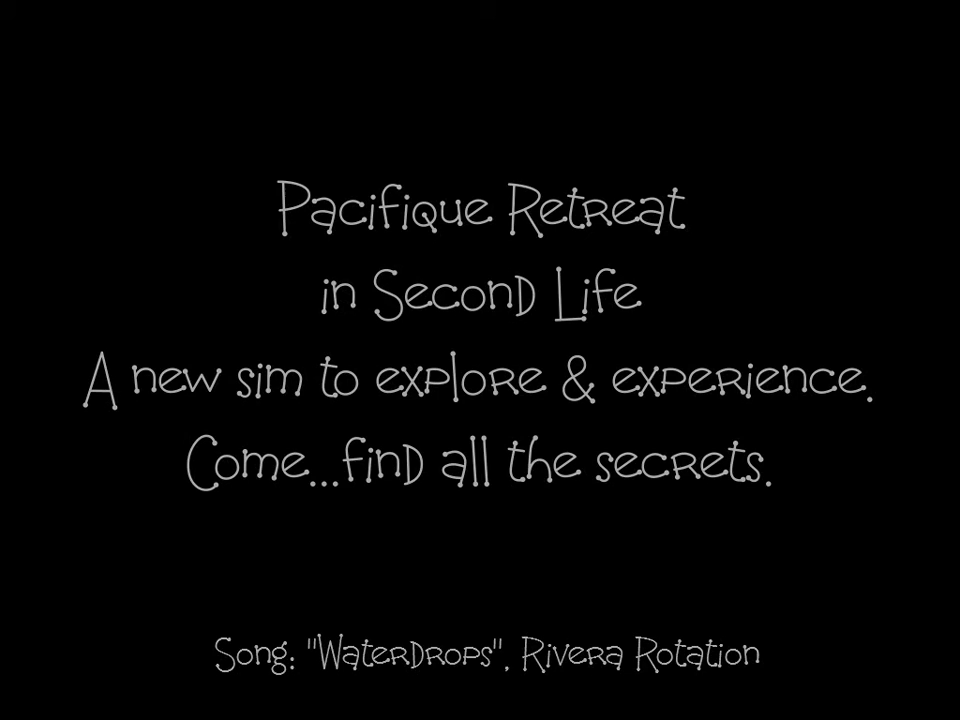 Pacifique Retreat
in Second Life
A new sim to explore & experience.
Come...find all the secrets.
Song: "Waterdrops", Rivera Rotation